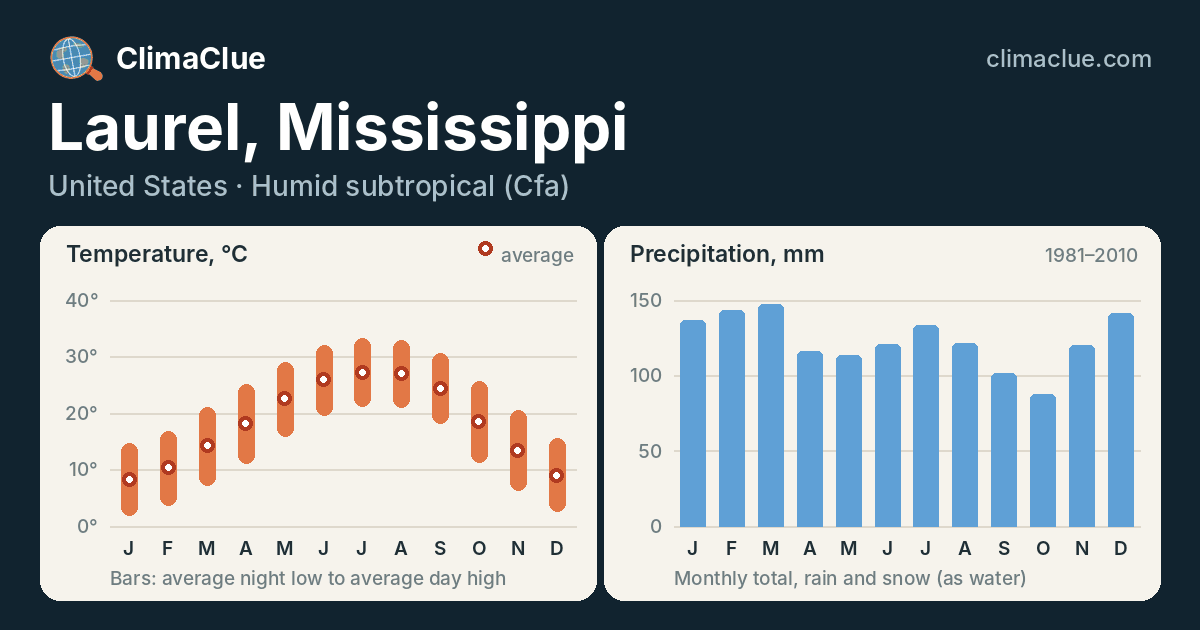 ClimaClue
climaclue.com
Laurel, Mississippi
United States · Humid subtropical (Cfa)
Temperature, °C
average
40°
30°
20°
10°
0°
J F M A M J J A S O N D
Bars: average night low to average day high
Precipitation, mm
1981–2010
150
100
50
0
J F M A M J J A S O N D
Monthly total, rain and snow (as water)